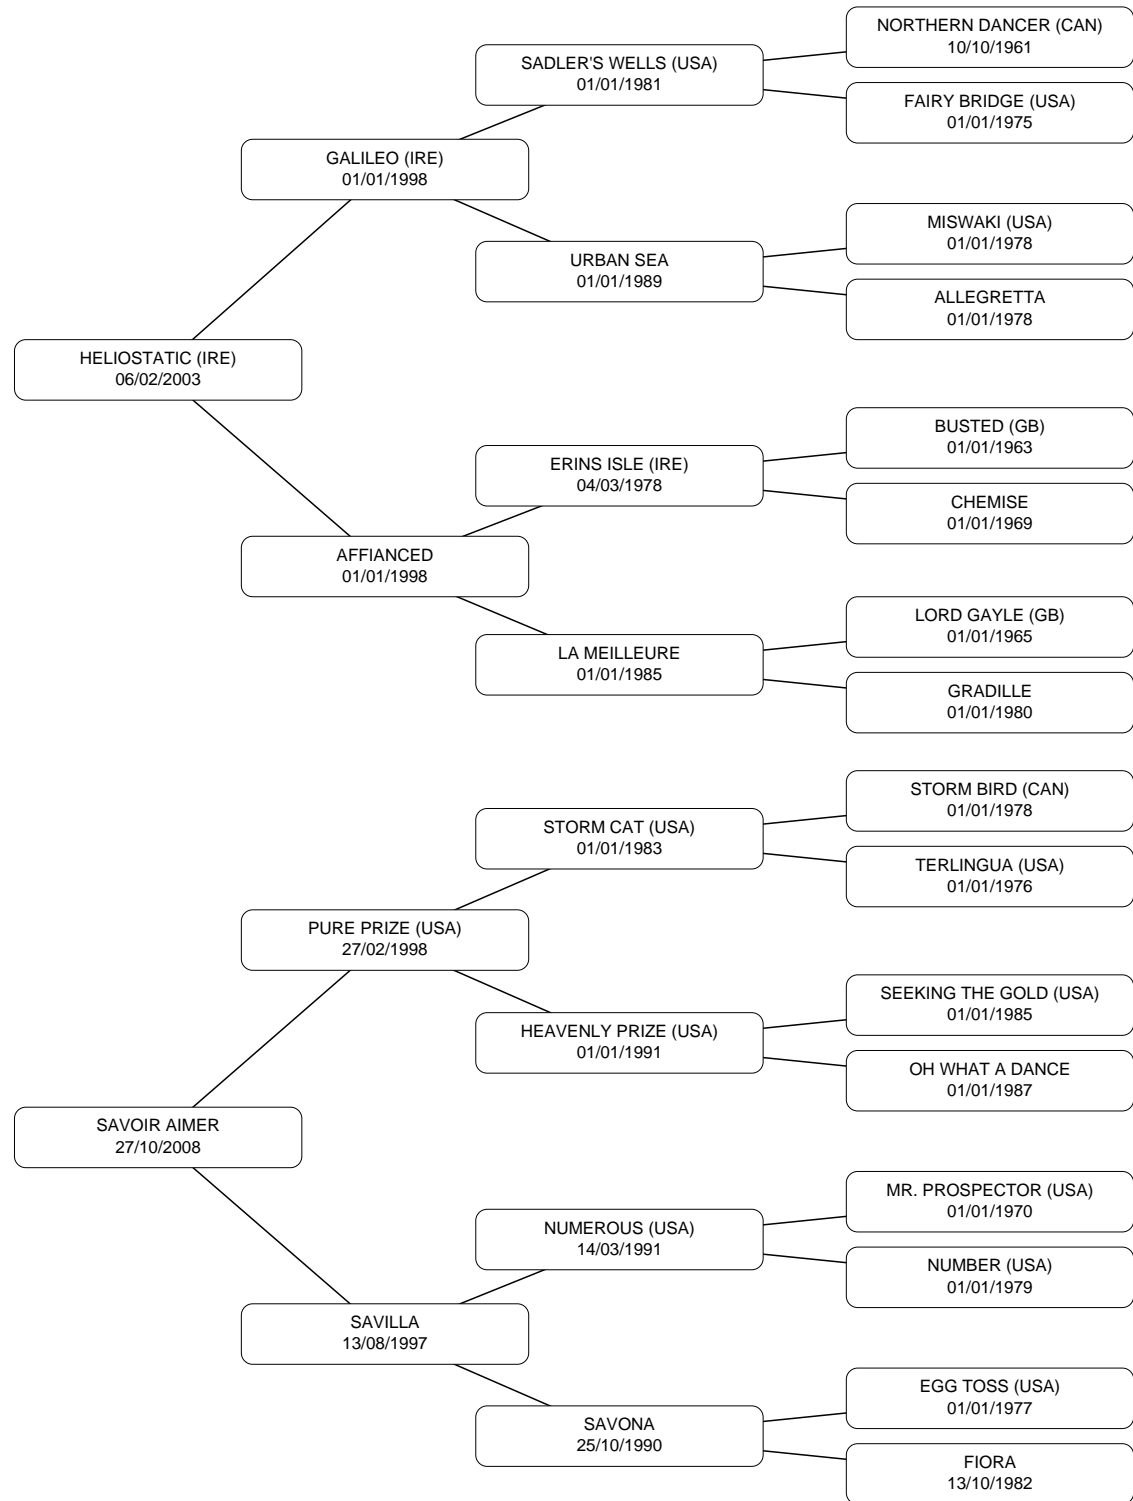 NORTHERN DANCER (CAN)
10/10/1961
SADLER'S WELLS (USA)
01/01/1981
FAIRY BRIDGE (USA)
01/01/1975
GALILEO (IRE)
01/01/1998
MISWAKI (USA)
01/01/1978
URBAN SEA
01/01/1989
ALLEGRETTA
01/01/1978
HELIOSTATIC (IRE)
06/02/2003
BUSTED (GB)
01/01/1963
ERINS ISLE (IRE)
04/03/1978
CHEMISE
01/01/1969
AFFIANCED
01/01/1998
LORD GAYLE (GB)
01/01/1965
LA MEILLEURE
01/01/1985
GRADILLE
01/01/1980
STORM BIRD (CAN)
01/01/1978
STORM CAT (USA)
01/01/1983
TERLINGUA (USA)
01/01/1976
PURE PRIZE (USA)
27/02/1998
SEEKING THE GOLD (USA)
01/01/1985
HEAVENLY PRIZE (USA)
01/01/1991
OH WHAT A DANCE
01/01/1987
SAVOIR AIMER
27/10/2008
MR. PROSPECTOR (USA)
01/01/1970
NUMEROUS (USA)
14/03/1991
NUMBER (USA)
01/01/1979
SAVILLA
13/08/1997
EGG TOSS (USA)
01/01/1977
SAVONA
25/10/1990
FIORA
13/10/1982